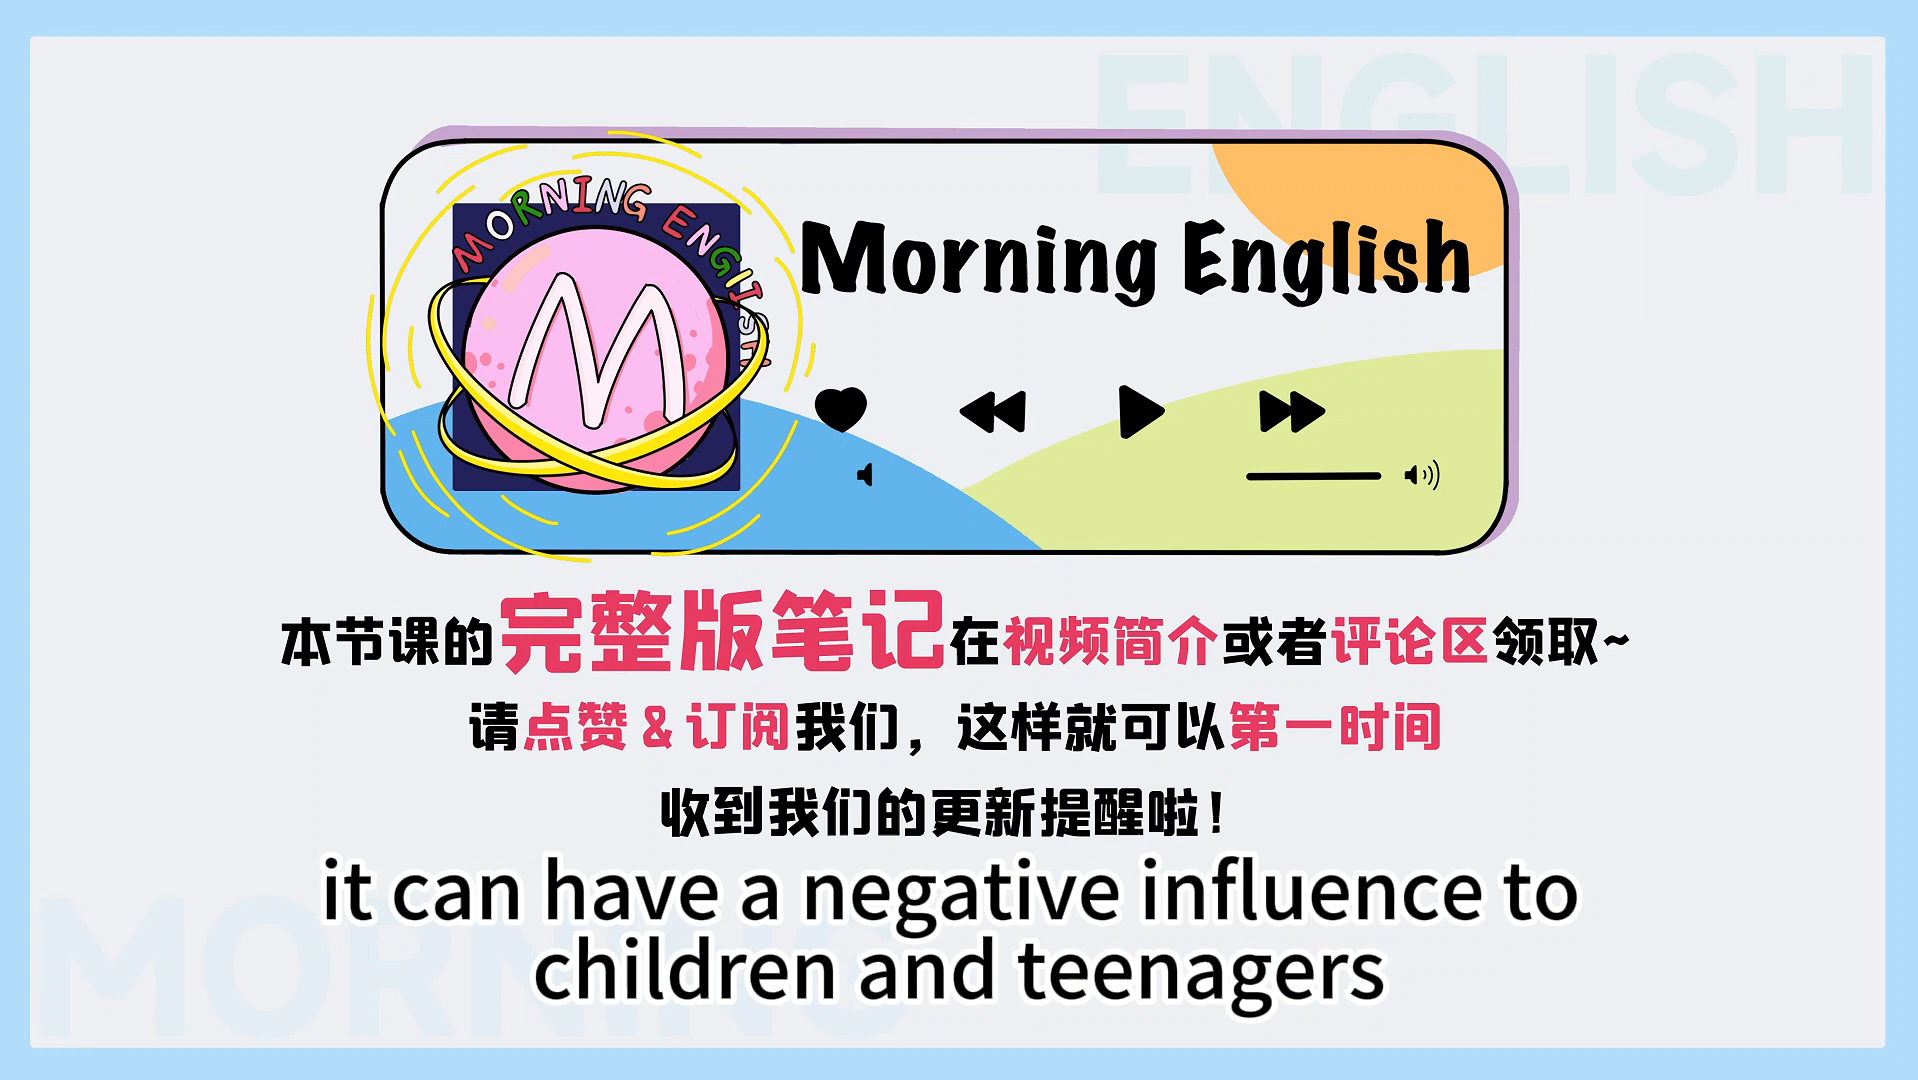 ENGLISH
MORNING ENGLISH
M
Morning English
本节课的完整版笔记在视频简介或者评论区领取~
请点赞&订阅我们，这样就可以第一时间
收到我们的更新提醒啦！
it can have a negative influence to
children and teenagers
MORNING